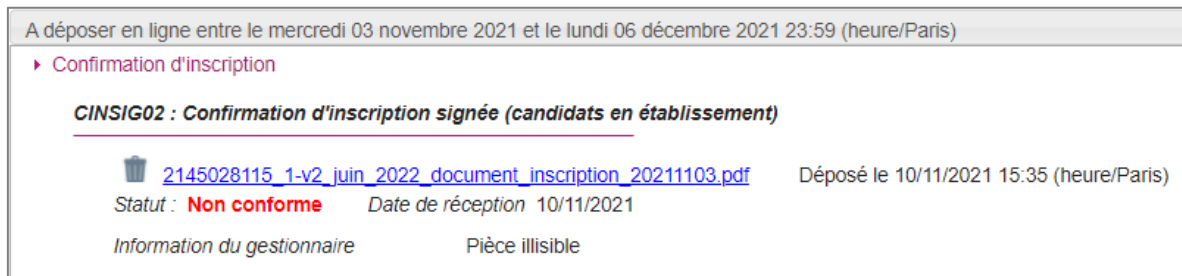 A déposer en ligne entre le mercredi 03 novembre 2021 et le lundi 06 décembre 2021 23:59 (heure/Paris)
Confirmation d'inscription
CINSIG02 : Confirmation d'inscription signée (candidats en établissement)
2145028115_1-v2_juin_2022_document_inscription_20211103.pdf Déposé le 10/11/2021 15:35 (heure/Paris)
Statut : Non conforme Date de réception 10/11/2021
Information du gestionnaire Pièce illisible